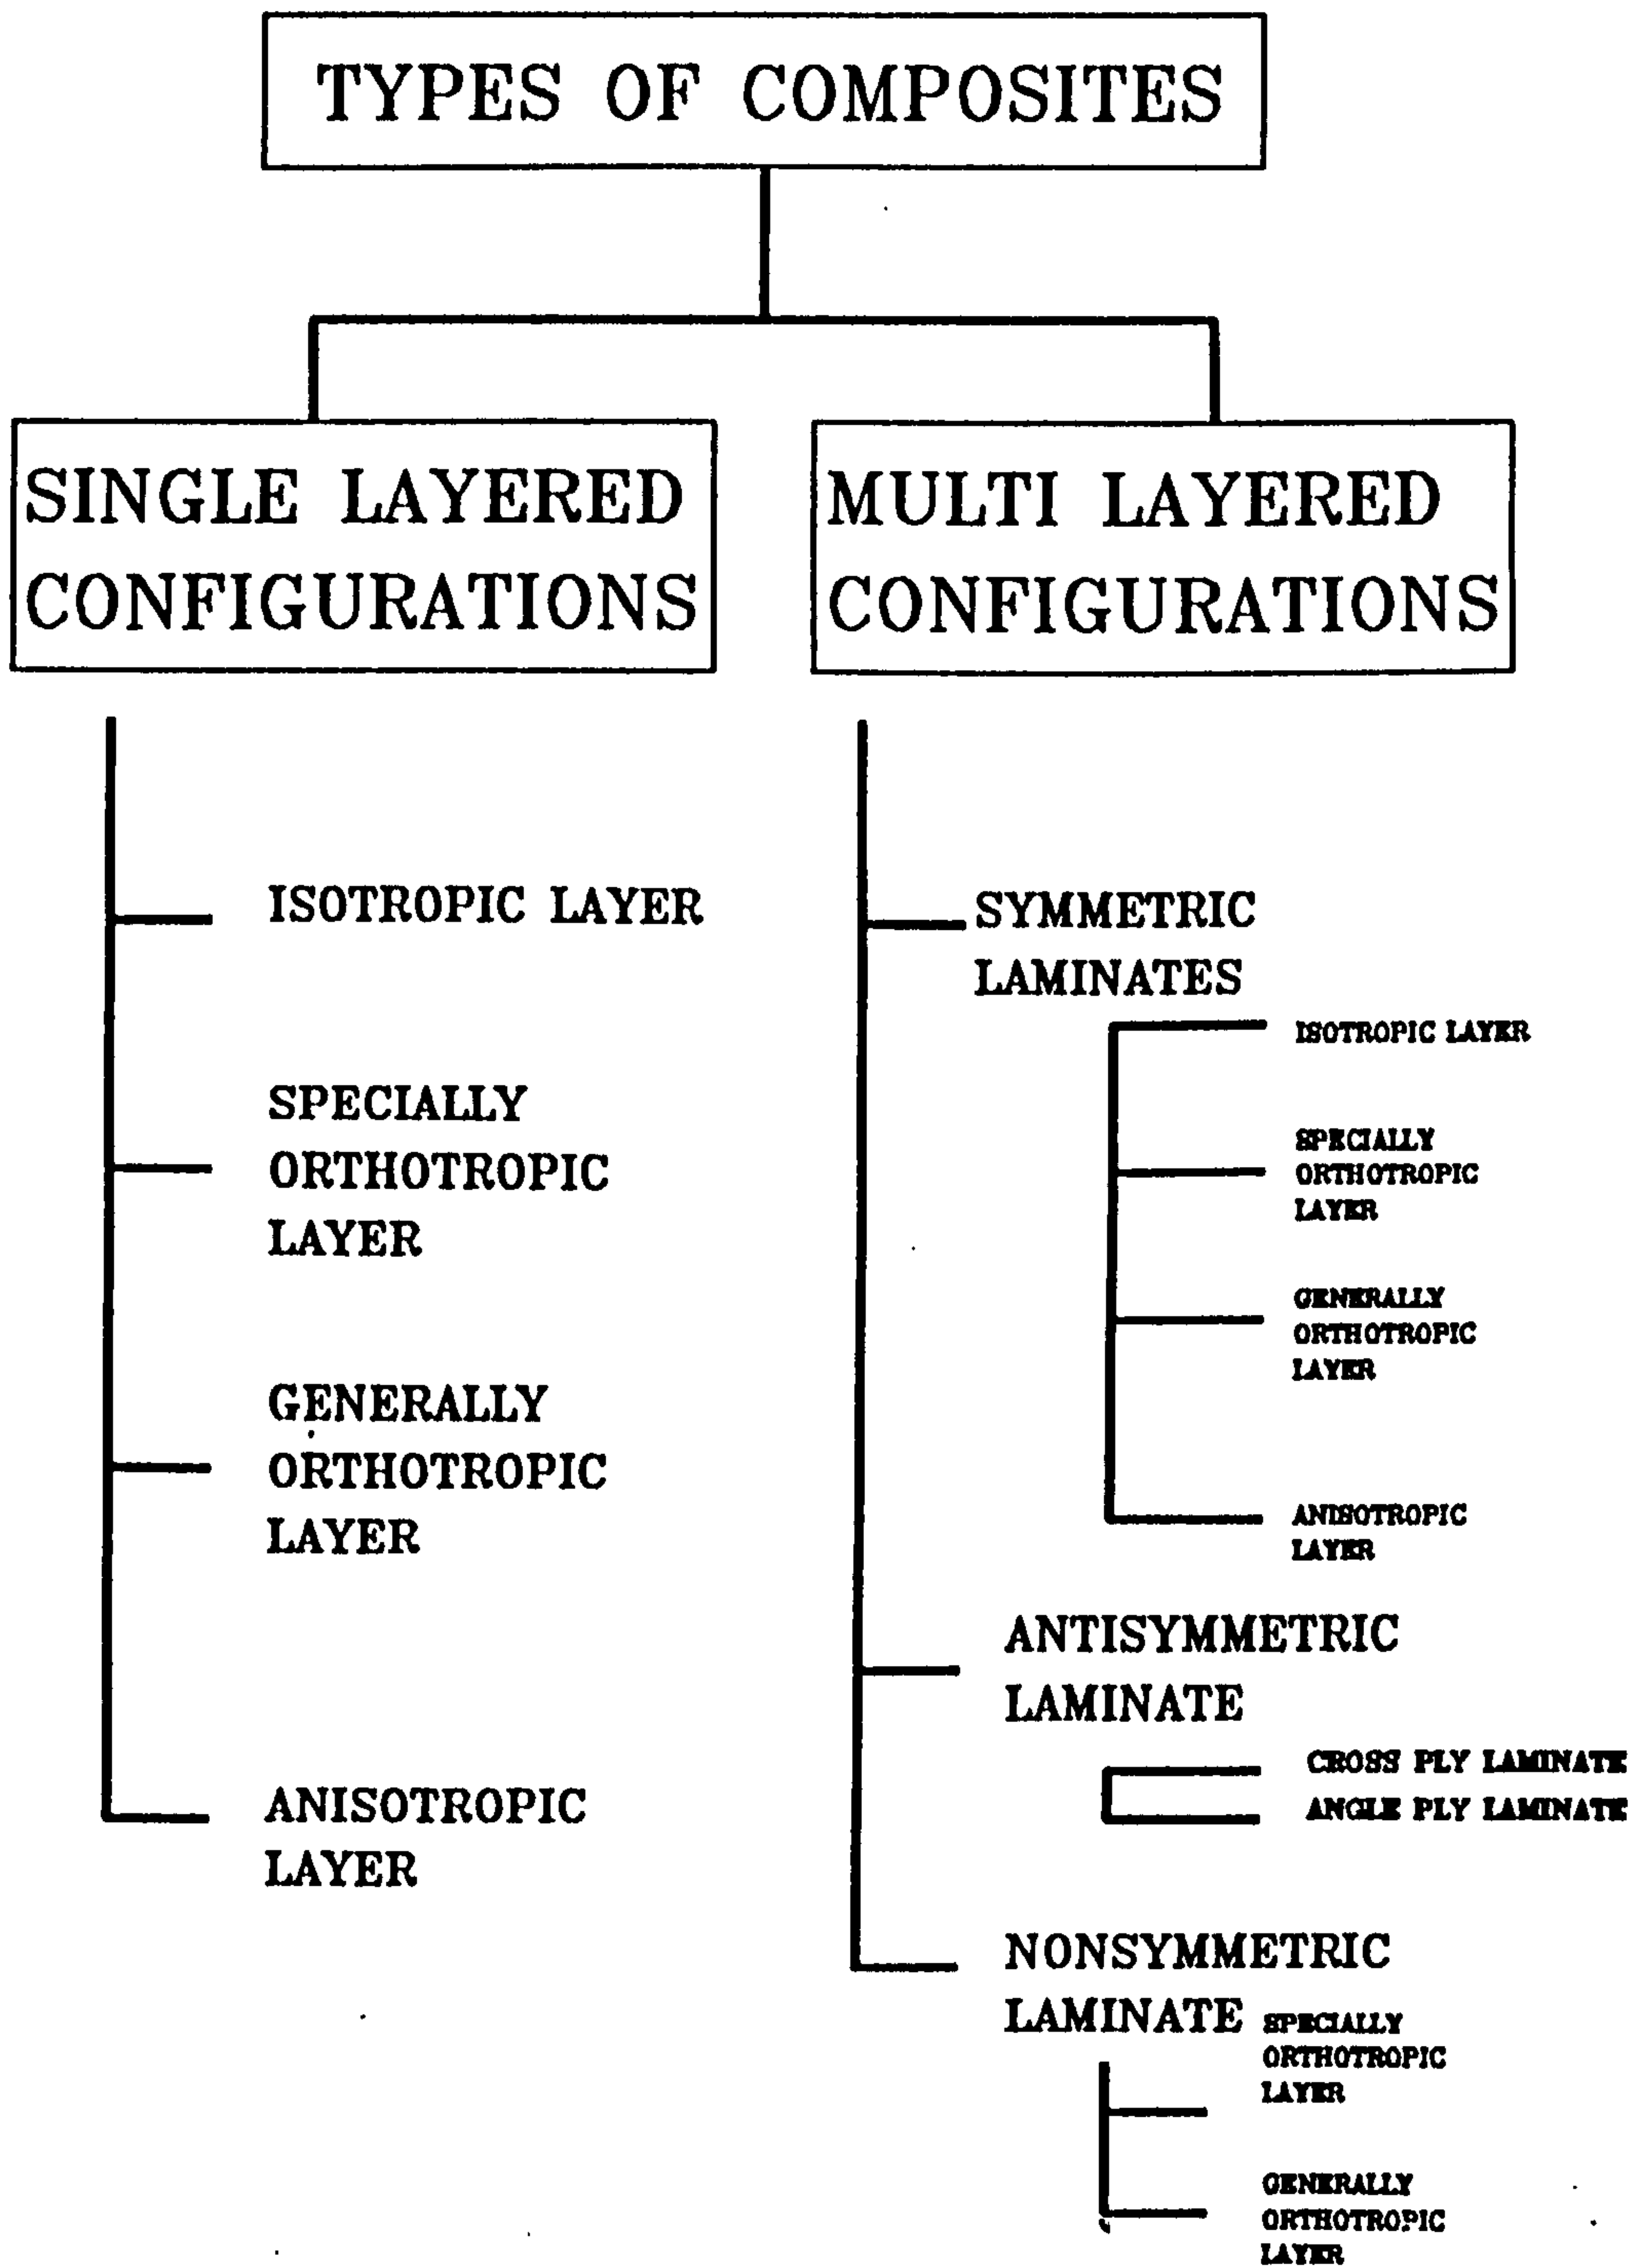 TYPES OF COMPOSITES
SINGLE LAYERED
CONFIGURATIONS
MULTI LAYERED
CONFIGURATIONS
ISOTROPIC LAYER
SPECIALLY
ORTHOTROPIC
LAYER
GENERALLY
ORTHOTROPIC
LAYER
ANISOTROPIC
LAYER
SYMMETRIC
LAMINATES
ISOTROPIC LAYER
SPECIALLY
ORTHOTROPIC
LAYER
GENERALLY
ORTHOTROPIC
LAYER
ANISOTROPIC
LAYER
ANTISYMMETRIC
LAMINATE
CROSS PLY LAMINATE
ANGLE PLY LAMINATE
NONSYMMETRIC
LAMINATE
SPECIALLY
ORTHOTROPIC
LAYER
GENERALLY
ORTHOTROPIC
LAYER